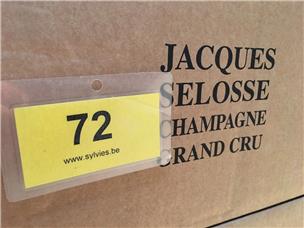 JACQUES
SELOSSE
CHAMPAGNE
GRAND CRU
72
www.sylvies.be